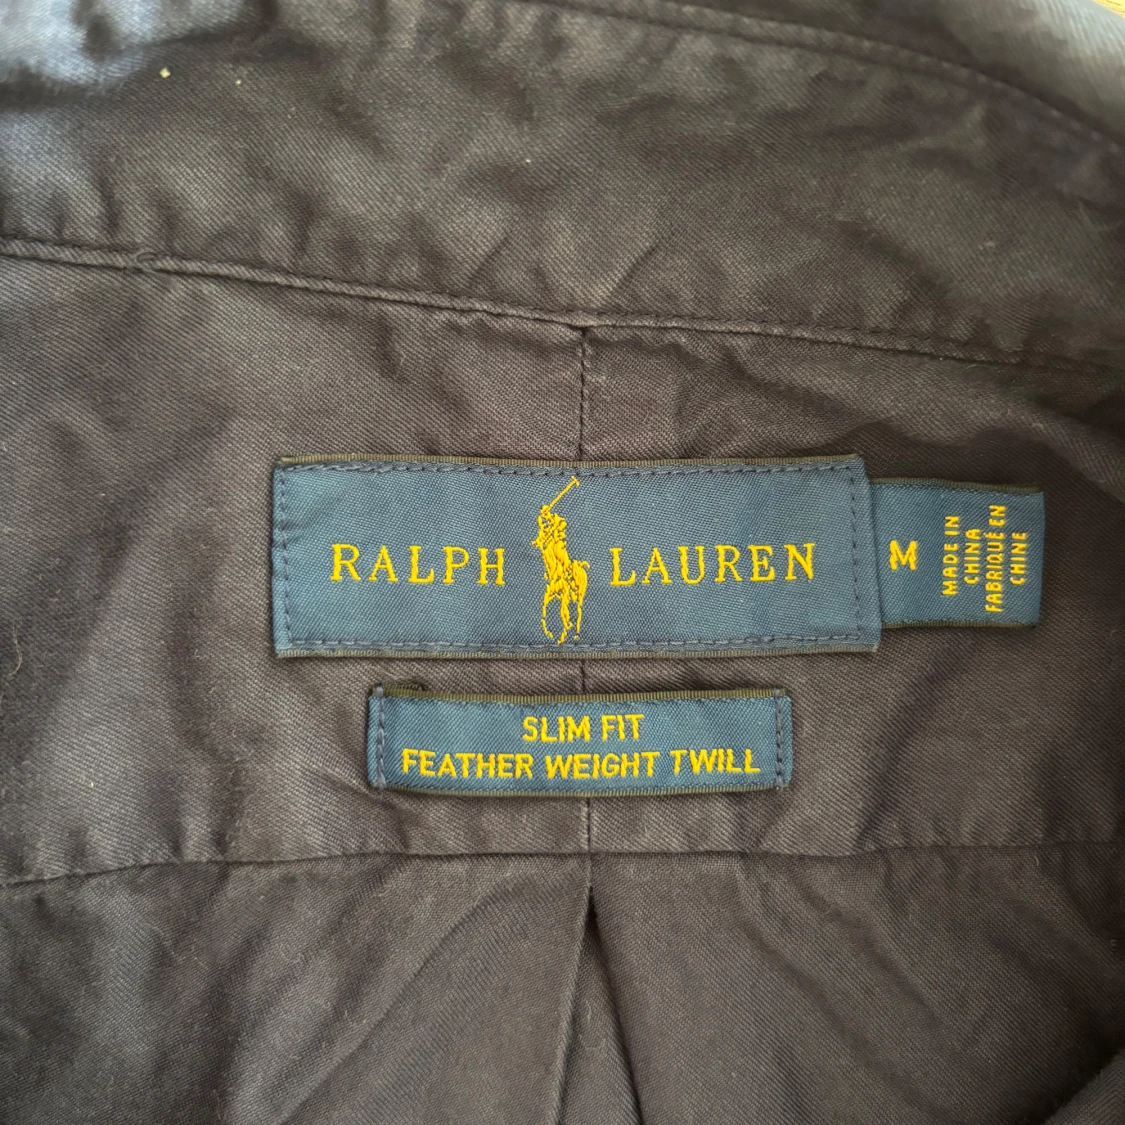 RALPH LAUREN
M
MADE IN
CHINA
FABRIQUÉ EN
CHINE
SLIM FIT
FEATHER WEIGHT TWILL